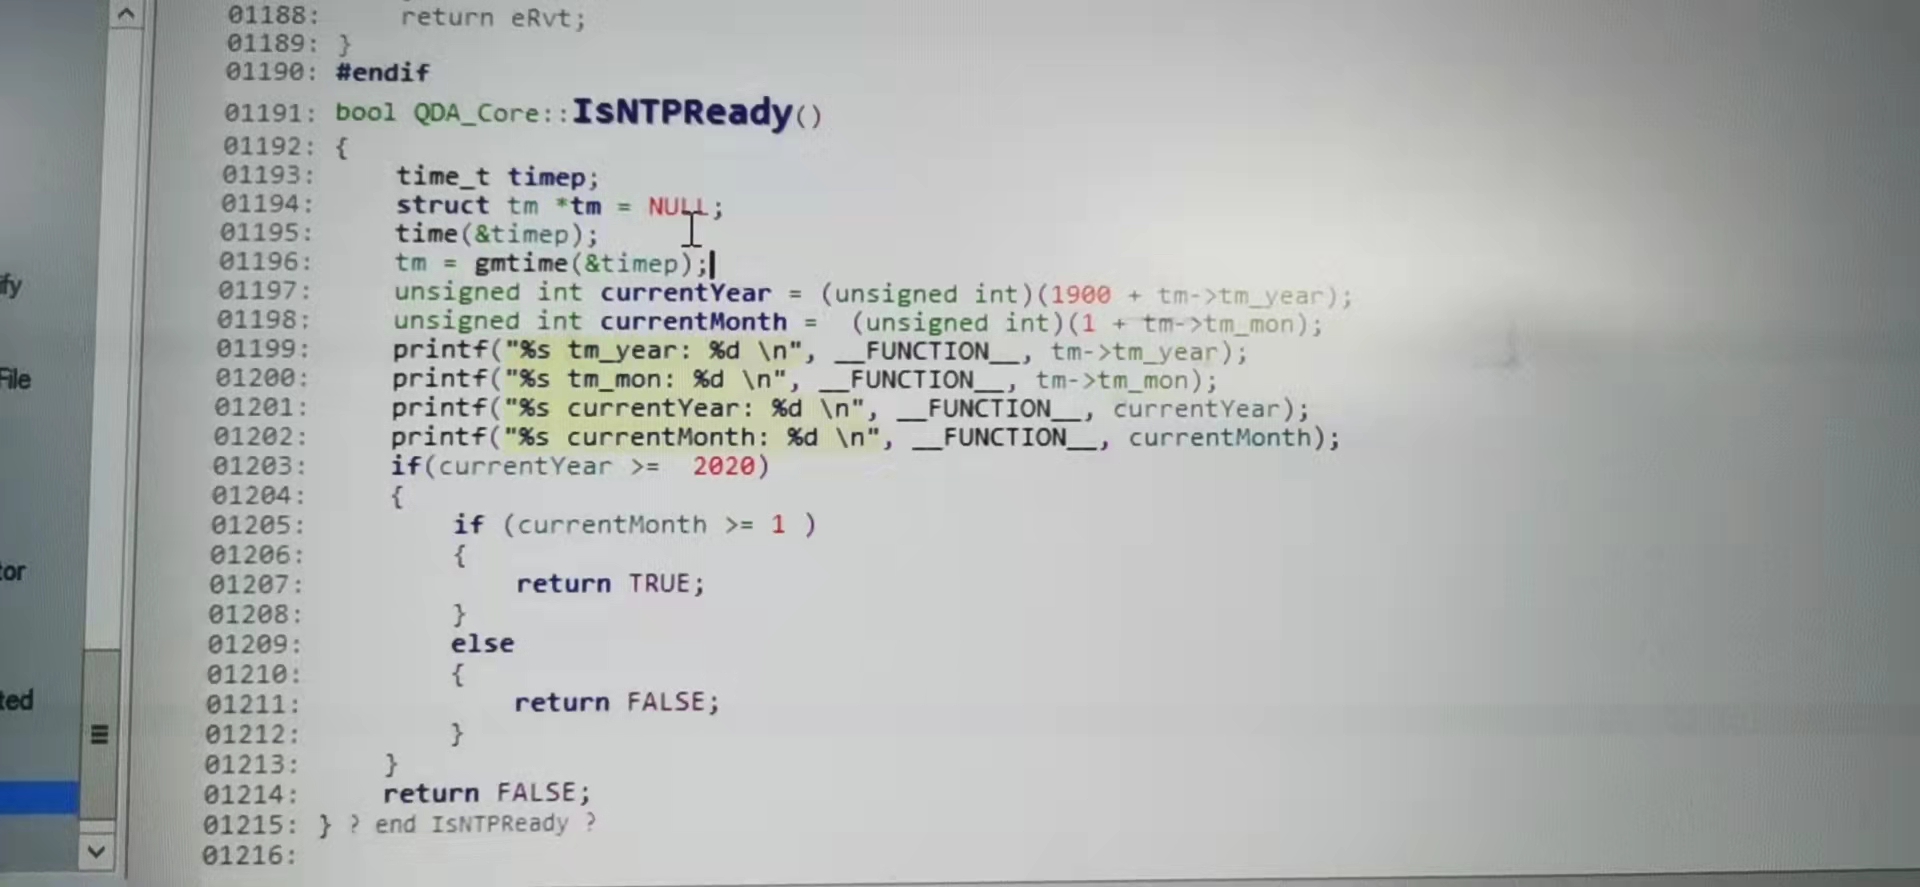 01188:     return eRvt;
01189: }
01190: #endif
01191: bool QDA_Core::IsNTPReady()
01192: {
01193:     time_t timep;
01194:     struct tm *tm = NULL;
01195:     time(&timep);
01196:     tm = gmtime(&timep);
01197:     unsigned int currentYear = (unsigned int)(1900 + tm->tm_year);
01198:     unsigned int currentMonth =  (unsigned int)(1 + tm->tm_mon);
01199:     printf("%s tm_year: %d \n", __FUNCTION__, tm->tm_year);
01200:     printf("%s tm_mon: %d \n", __FUNCTION__, tm->tm_mon);
01201:     printf("%s currentYear: %d \n", __FUNCTION__, currentYear);
01202:     printf("%s currentMonth: %d \n", __FUNCTION__, currentMonth);
01203:     if(currentYear >=  2020)
01204:     {
01205:         if (currentMonth >= 1 )
01206:         {
01207:             return TRUE;
01208:         }
01209:         else
01210:         {
01211:             return FALSE;
01212:         }
01213:     }
01214:     return FALSE;
01215: } ? end IsNTPReady ?
01216:
ify
File
tor
ted